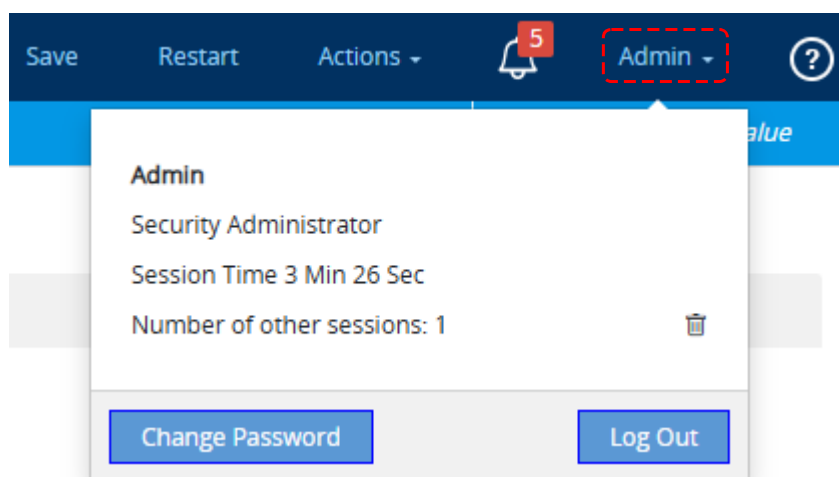 Save Restart Actions 5 Admin ?
alue
Admin
Security Administrator
Session Time 3 Min 26 Sec
Number of other sessions: 1
Change Password Log Out